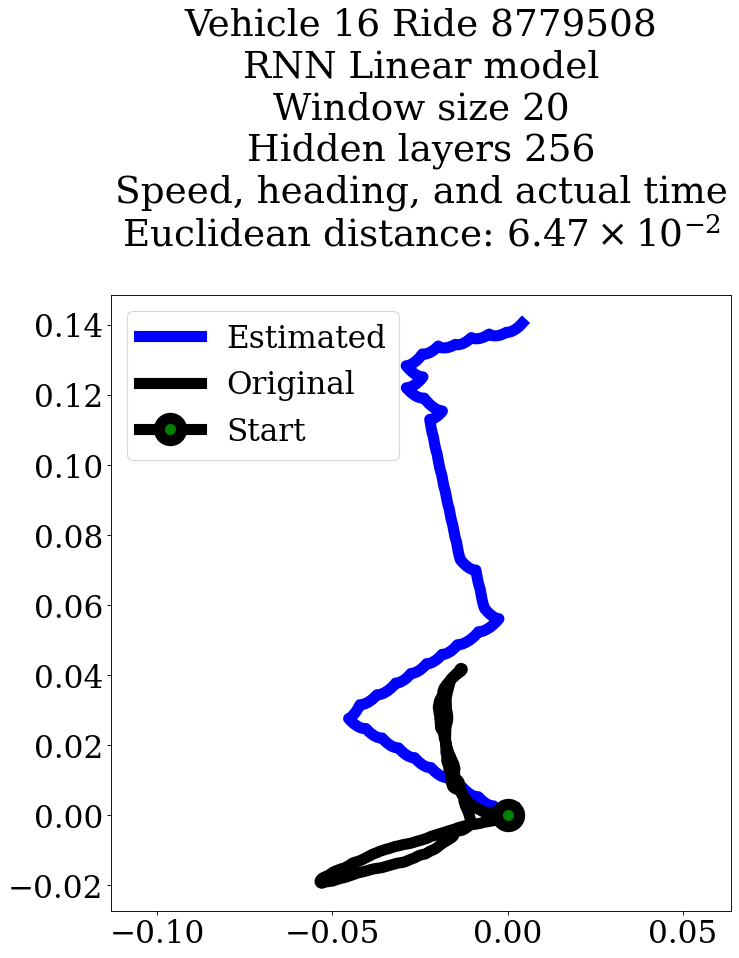 Vehicle 16 Ride 8779508
RNN Linear model
Window size 20
Hidden layers 256
Speed, heading, and actual time
Euclidean distance: 6.47 × 10⁻²
Estimated
Original
Start
0.14
0.12
0.10
0.08
0.06
0.04
0.02
0.00
−0.02
−0.10 −0.05 0.00 0.05